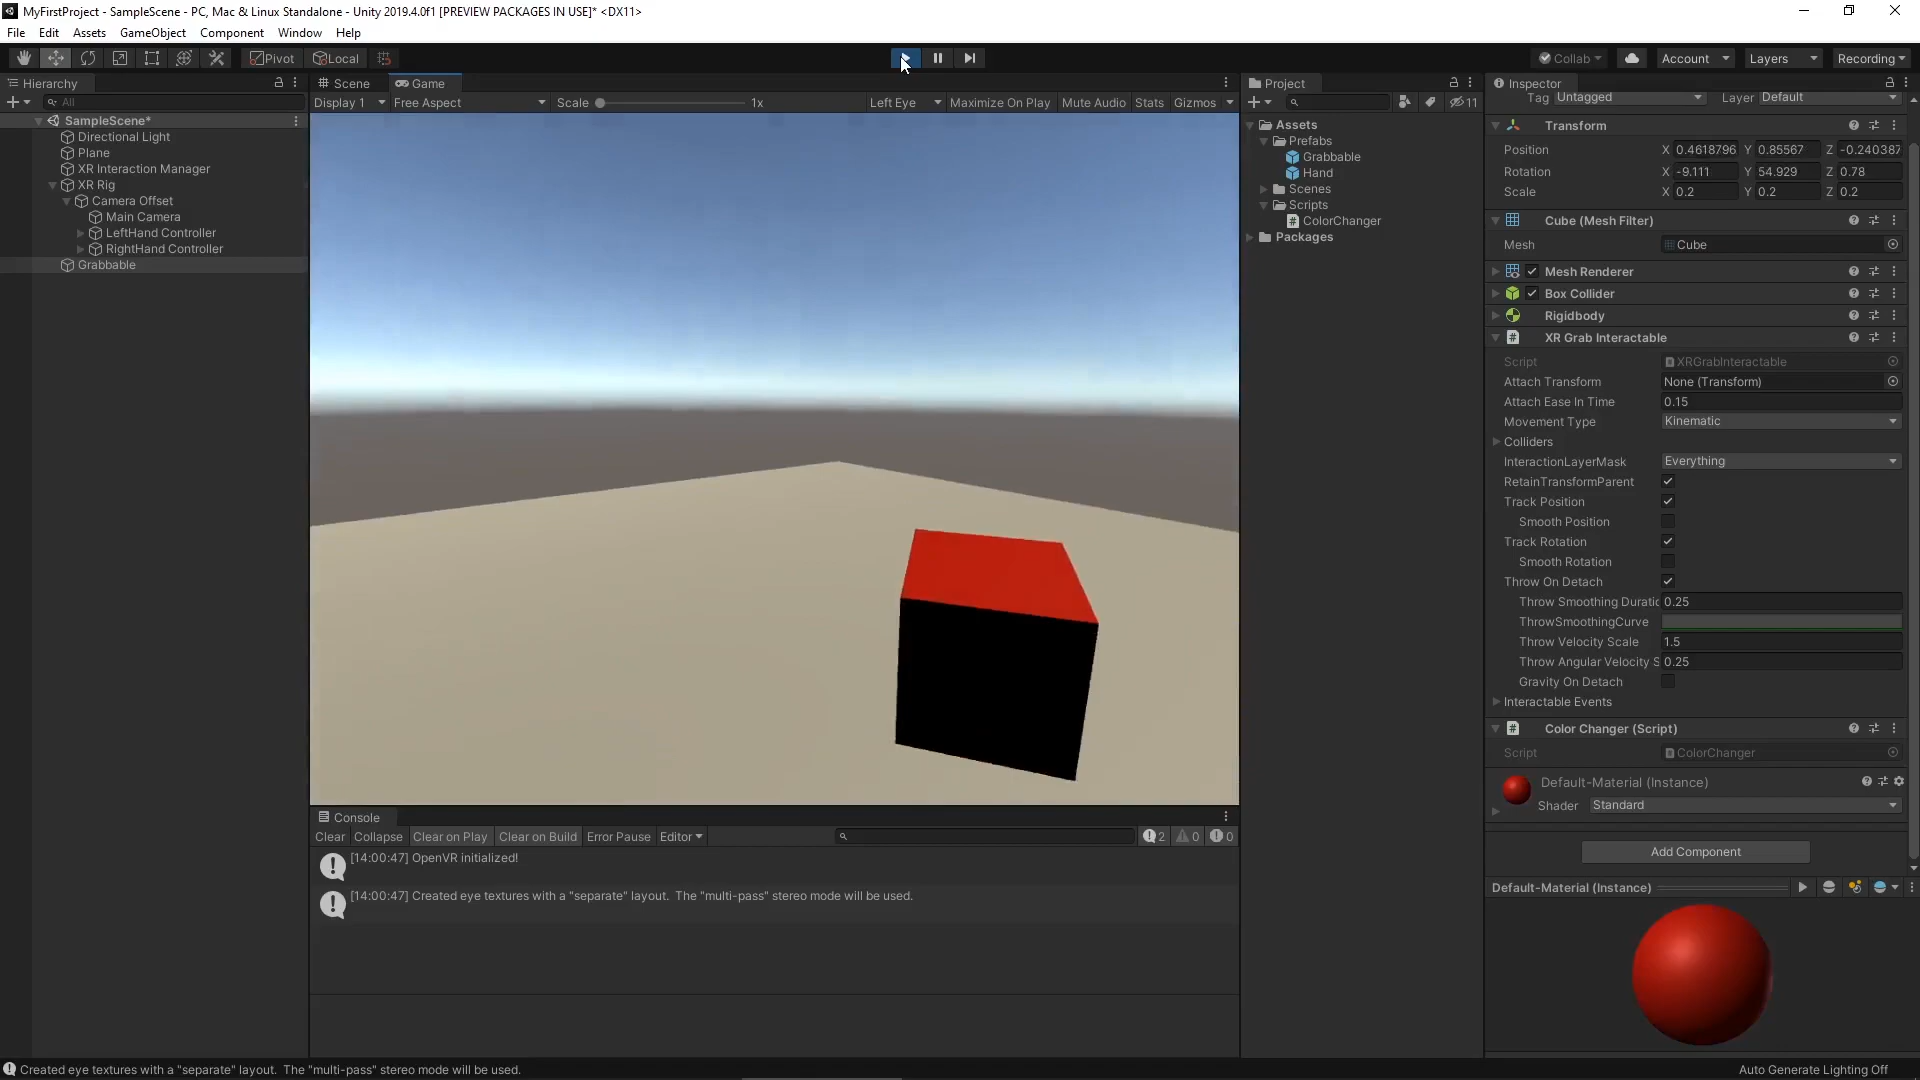 MyFirstProject - SampleScene - PC, Mac & Linux Standalone - Unity 2019.4.0f1 [PREVIEW PACKAGES IN USE]* <DX11>
File Edit Assets GameObject Component Window Help
Pivot Local Collab Account Layers Recording
Hierarchy
All
SampleScene*
Directional Light
Plane
XR Interaction Manager
XR Rig
Camera Offset
Main Camera
LeftHand Controller
RightHand Controller
Grabbable
Scene Game
Display 1 Free Aspect Scale 1x Left Eye Maximize On Play Mute Audio Stats Gizmos
Console
Clear Collapse Clear on Play Clear on Build Error Pause Editor 2 0 0
[14:00:47] OpenVR initialized!
[14:00:47] Created eye textures with a "separate" layout.  The "multi-pass" stereo mode will be used.
Project
11
Assets
Prefabs
Grabbable
Hand
Scenes
Scripts
ColorChanger
Packages
Inspector
Tag Untagged Layer Default
Transform
Position X 0.4618796 Y 0.85567 Z -0.240387
Rotation X -9.111 Y 54.929 Z 0.78
Scale X 0.2 Y 0.2 Z 0.2
Cube (Mesh Filter)
Mesh Cube
Mesh Renderer
Box Collider
Rigidbody
XR Grab Interactable
Script XRGrabInteractable
Attach Transform None (Transform)
Attach Ease In Time 0.15
Movement Type Kinematic
Colliders
InteractionLayerMask Everything
RetainTransformParent
Track Position
Smooth Position
Track Rotation
Smooth Rotation
Throw On Detach
Throw Smoothing Duratic 0.25
ThrowSmoothingCurve
Throw Velocity Scale 1.5
Throw Angular Velocity S 0.25
Gravity On Detach
Interactable Events
Color Changer (Script)
Script ColorChanger
Default-Material (Instance)
Shader Standard
Add Component
Default-Material (Instance)
Created eye textures with a "separate" layout.  The "multi-pass" stereo mode will be used.
Auto Generate Lighting Off